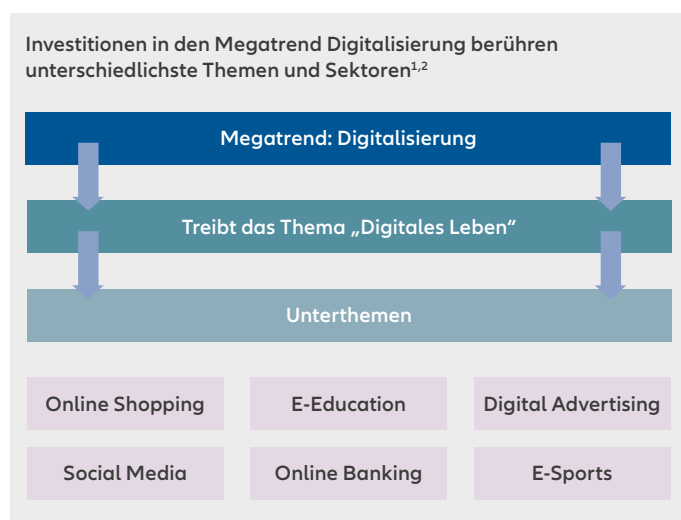 Investitionen in den Megatrend Digitalisierung berühren
unterschiedlichste Themen und Sektoren¹,²
Megatrend: Digitalisierung
Treibt das Thema „Digitales Leben“
Unterthemen
Online Shopping
E-Education
Digital Advertising
Social Media
Online Banking
E-Sports